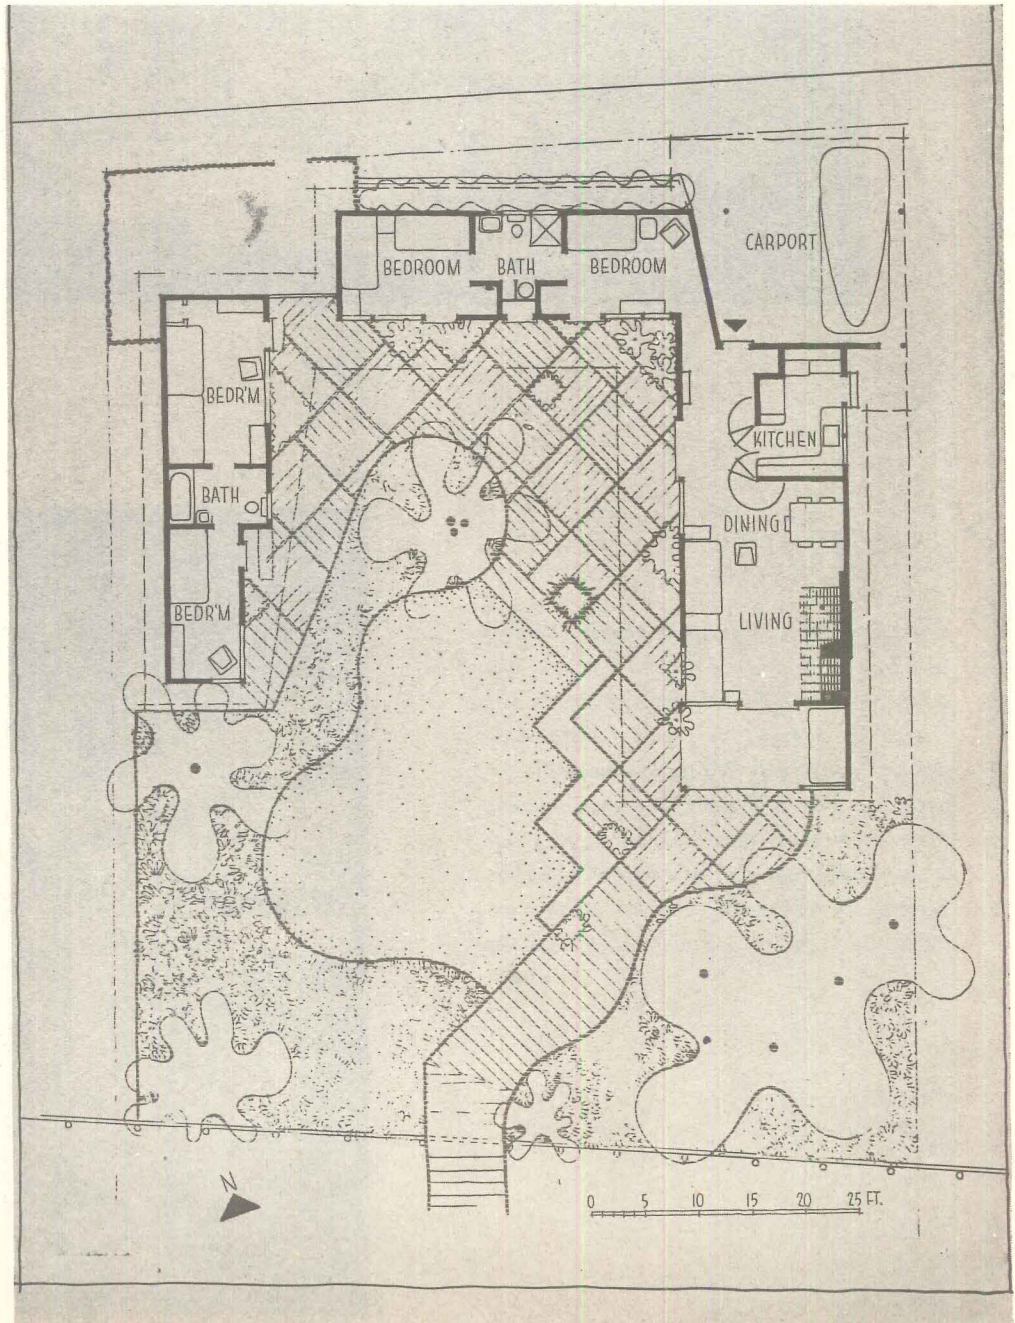 CARPORT
BEDROOM
BATH
BEDROOM
BEDR'M
KITCHEN
BATH
DINING
BEDR'M
LIVING
N
0 5 10 15 20 25 FT.